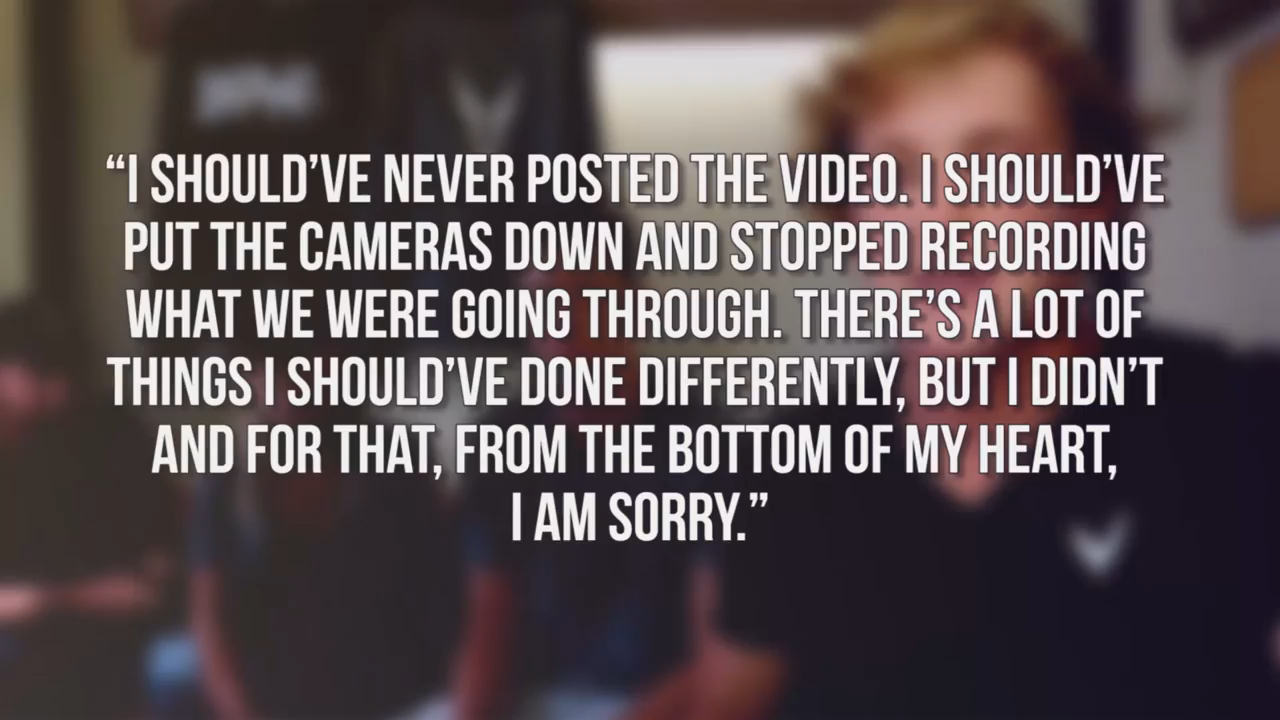 “I SHOULD’VE NEVER POSTED THE VIDEO. I SHOULD’VE
PUT THE CAMERAS DOWN AND STOPPED RECORDING
WHAT WE WERE GOING THROUGH. THERE’S A LOT OF
THINGS I SHOULD’VE DONE DIFFERENTLY, BUT I DIDN’T
AND FOR THAT, FROM THE BOTTOM OF MY HEART,
I AM SORRY.”